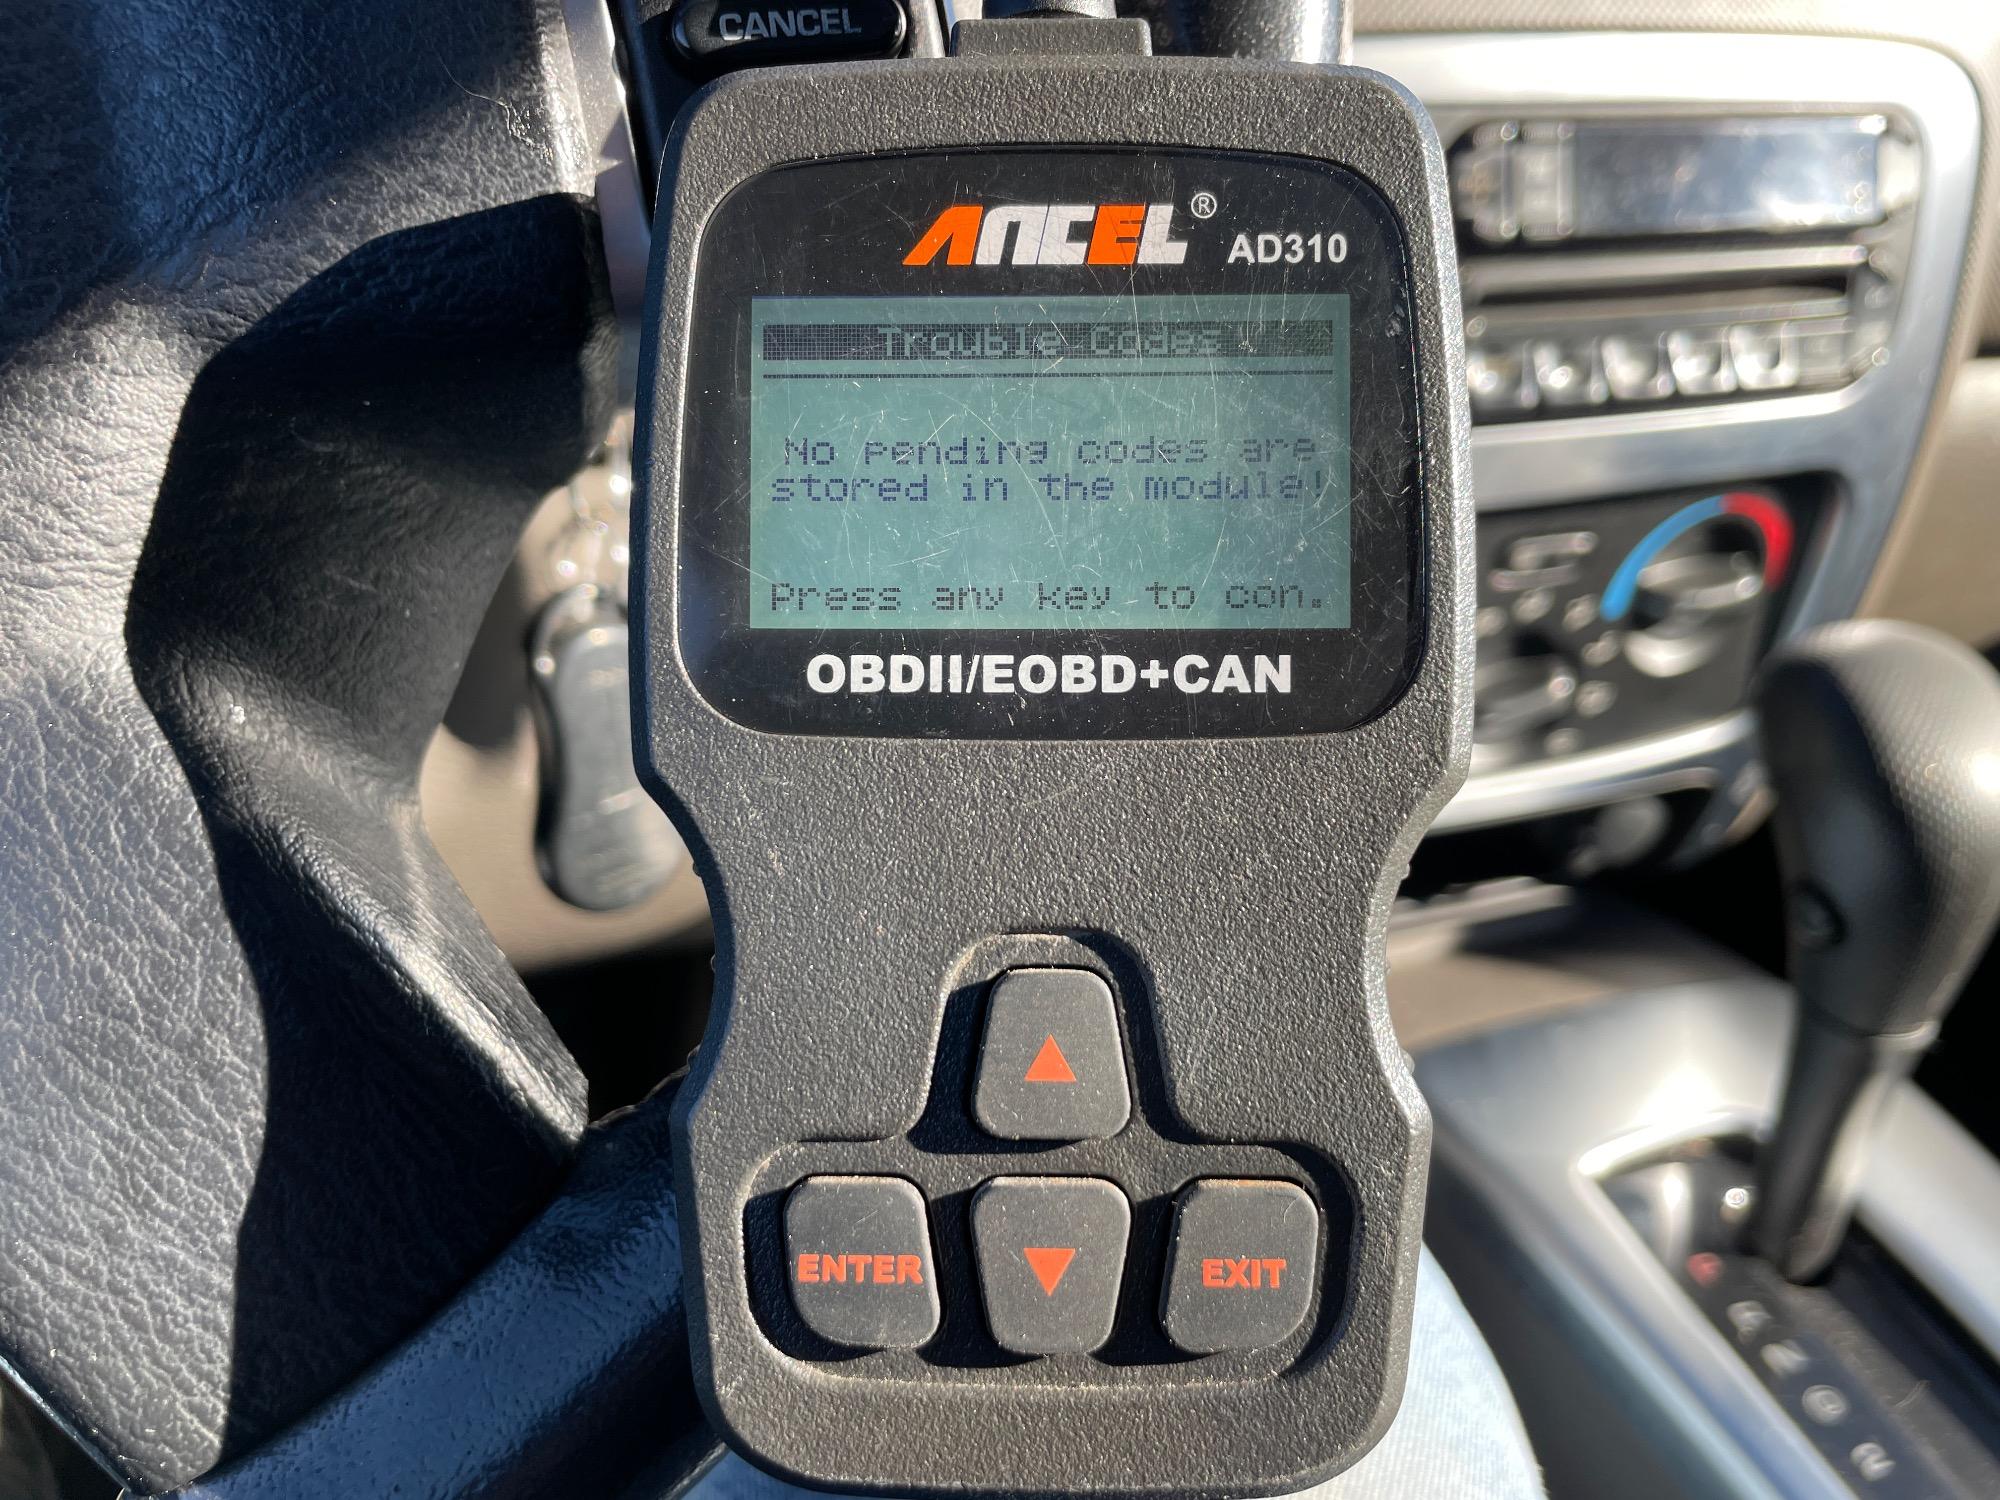 CANCEL
ANCEL®
AD310
Trouble Codes
No pending codes are
stored in the module!
Press any key to con.
OBDII/EOBD+CAN
ENTER
EXIT